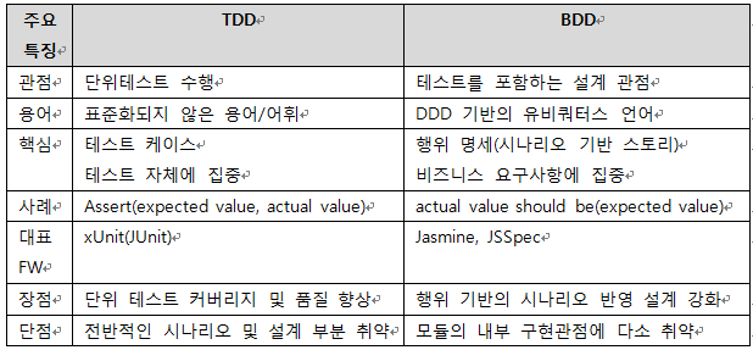 주요 특징 TDD BDD
관점 단위테스트 수행 테스트를 포함하는 설계 관점
용어 표준화되지 않은 용어/어휘 DDD 기반의 유비쿼터스 언어
핵심 테스트 케이스 행위 명세(시나리오 기반 스토리)
테스트 자체에 집중 비즈니스 요구사항에 집중
사례 Assert(expected value, actual value) actual value should be(expected value)
대표 FW xUnit(JUnit) Jasmine, JSSpec
장점 단위 테스트 커버리지 및 품질 향상 행위 기반의 시나리오 반영 설계 강화
단점 전반적인 시나리오 및 설계 부분 취약 모듈의 내부 구현관점에 다소 취약